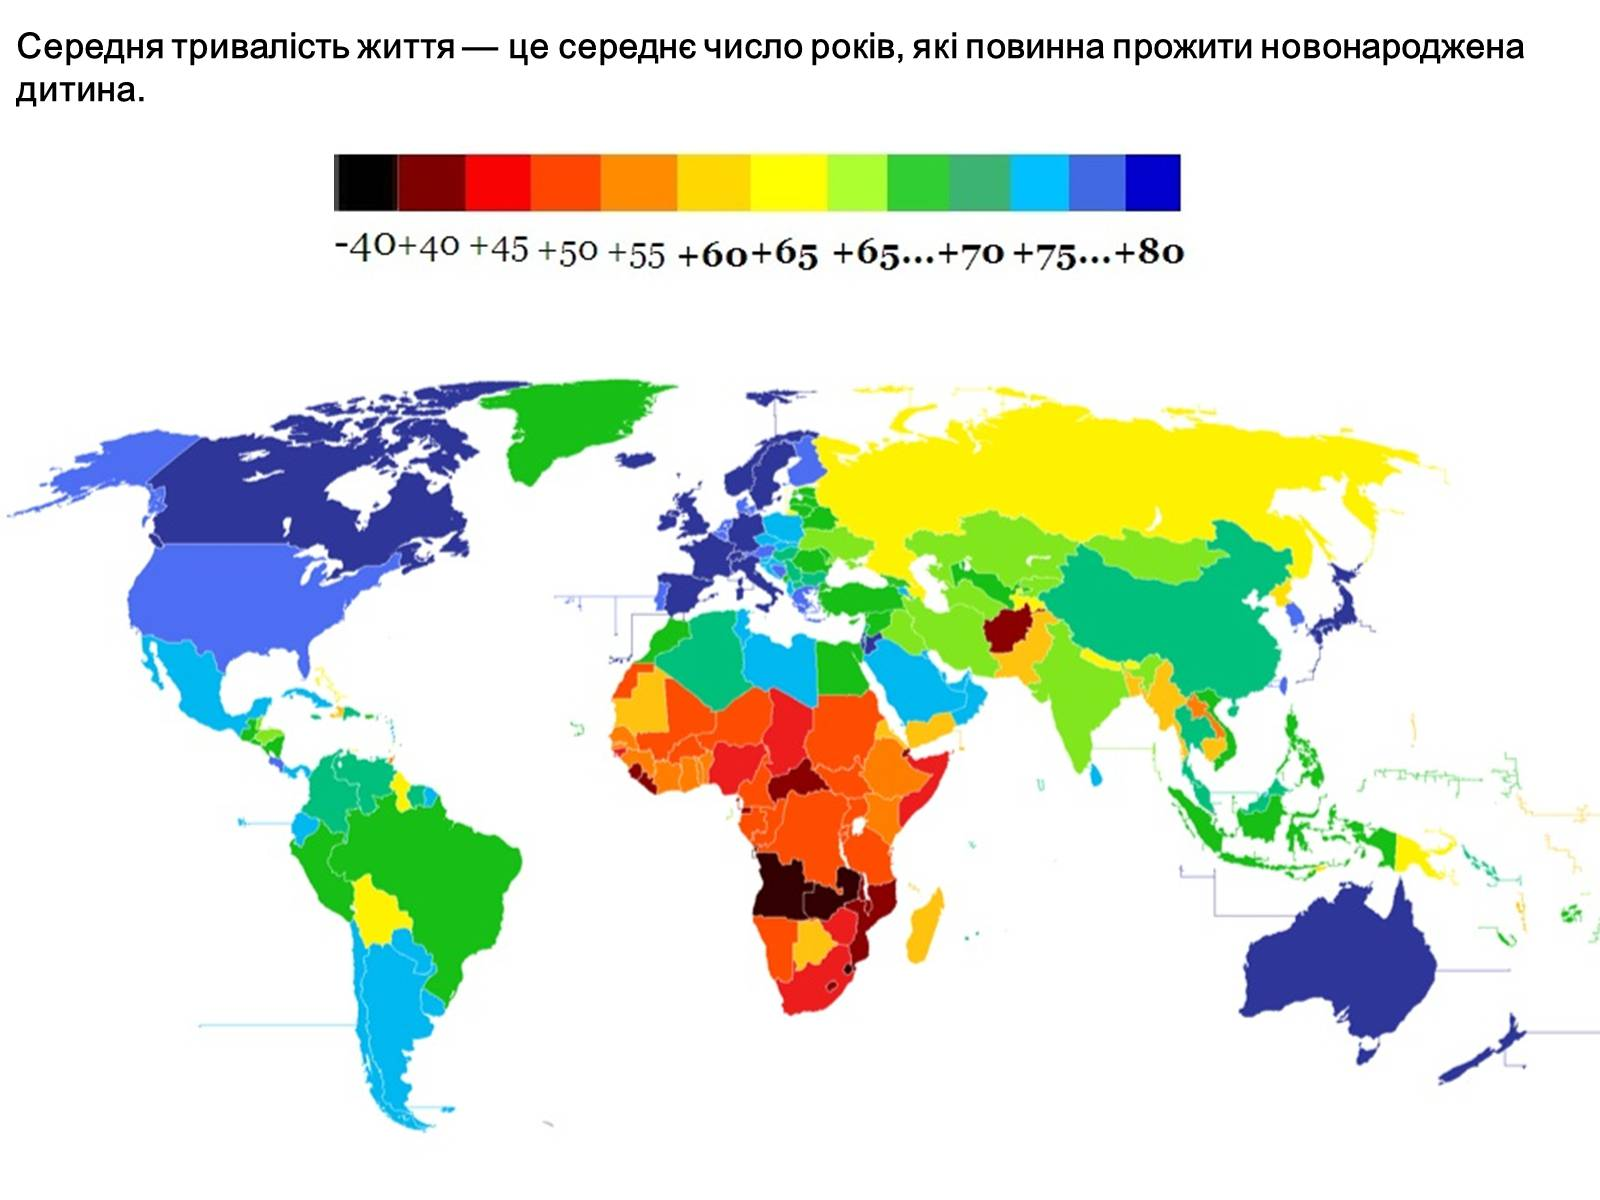 Середня тривалість життя — це середнє число років, які повинна прожити новонароджена
дитина.
-40+40 +45 +50 +55 +60+65 +65...+70 +75...+80